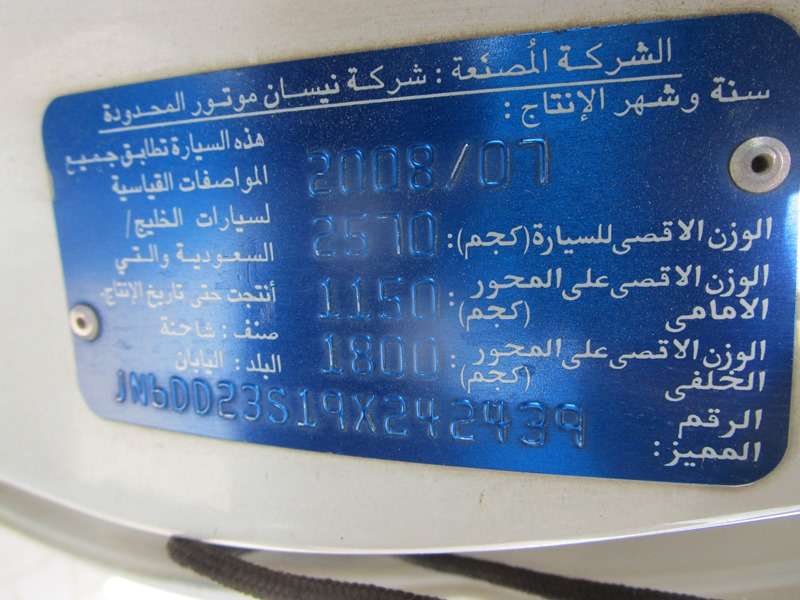 الشركة المُصنّعة : شركة نيسان موتور المحدودة
سنة وشهر الإنتاج :
2008/07
هذه السيارة تطابق جميع
المواصفات القياسية
لسيارات الخليج/
السعودية والتي
أنتجت حتى تاريخ الإنتاج.
صنف : شاحنة
البلد : اليابان
الوزن الاقصى للسيارة (كجم): 2570
الوزن الاقصى على المحور
الامامى (كجم): 1150
الوزن الاقصى على المحور
الخلفى (كجم): 1800
الرقم
المميز:
JN6DD23S19X242439